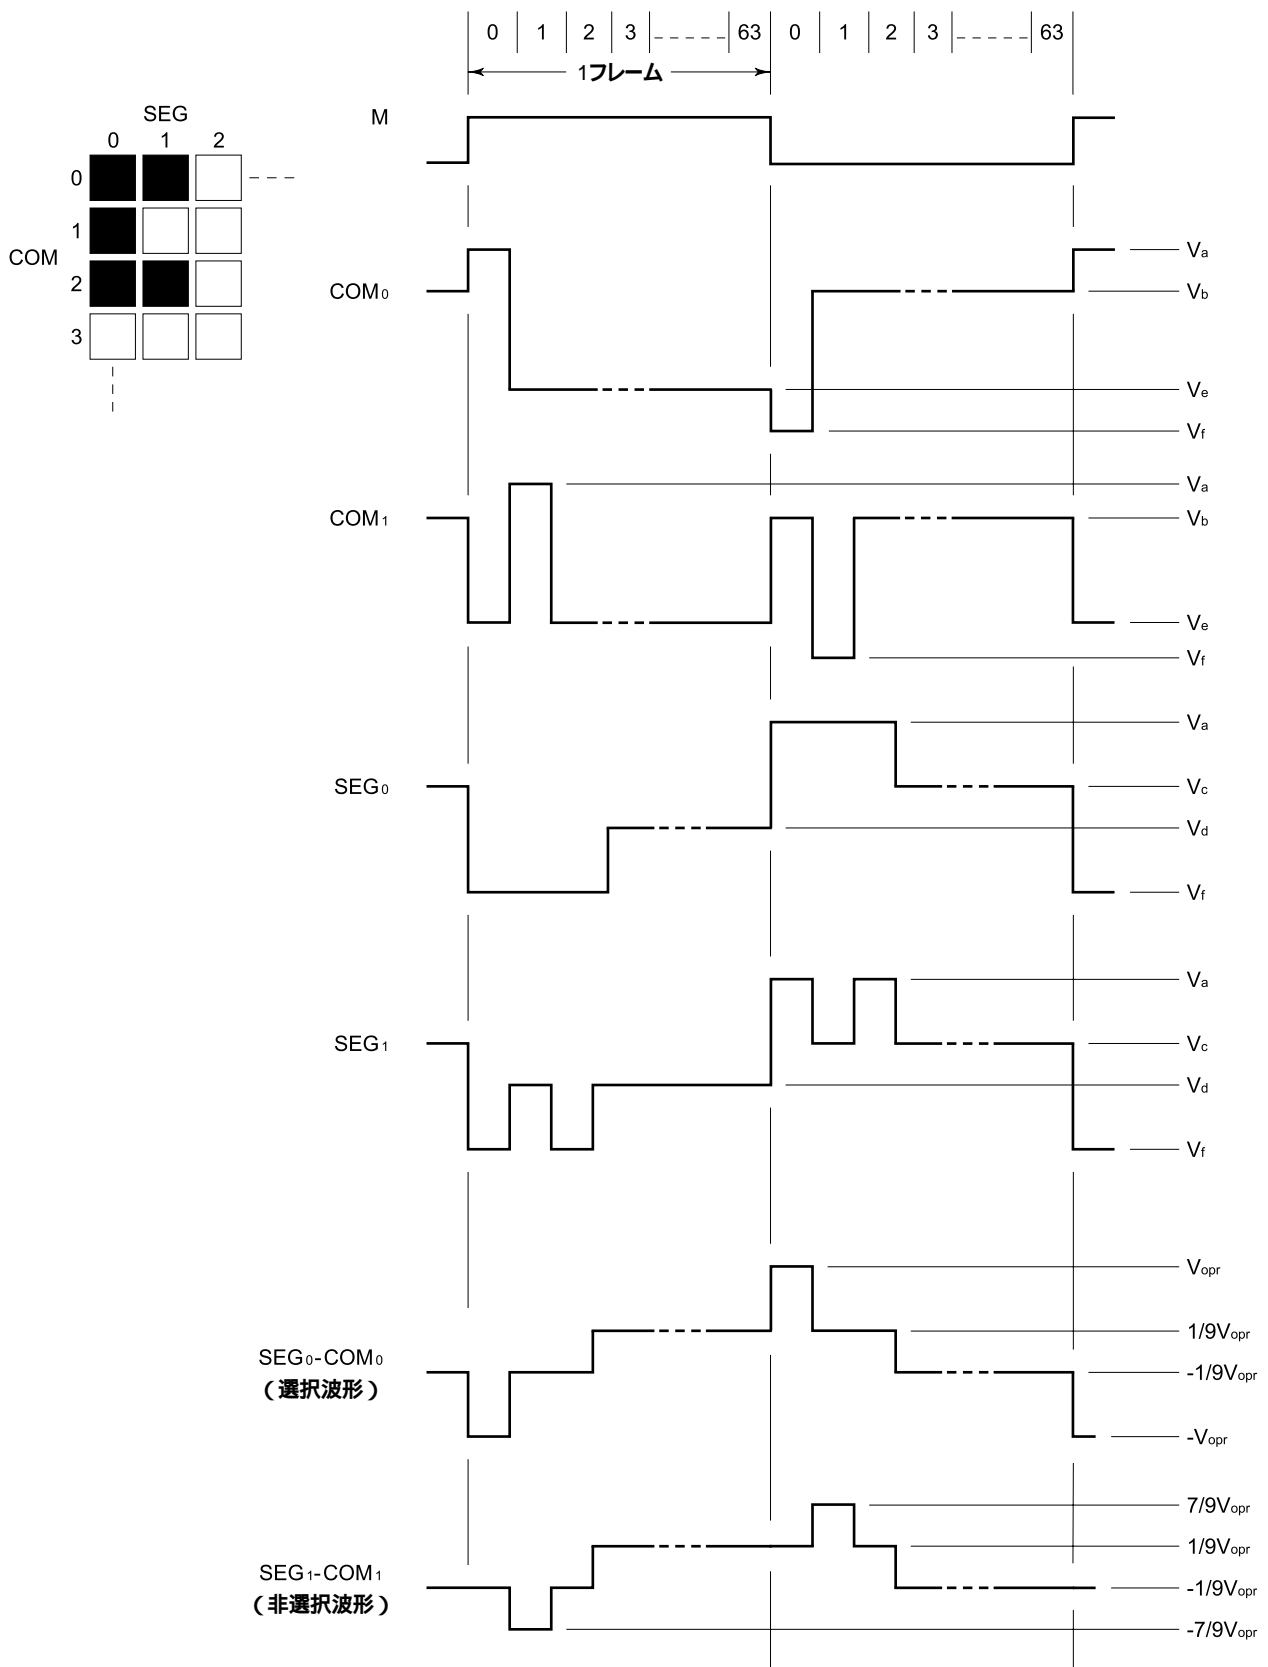 0 1 2 3 63 0 1 2 3 63
1フレーム
M
SEG
0 1 2
0
1
COM
2
3
COM0
Va
Vb
Ve
Vf
COM1
Va
Vb
Ve
Vf
SEG0
Va
Vc
Vd
Vf
SEG1
Va
Vc
Vd
Vf
SEG0-COM0
(選択波形)
Vopr
1/9Vopr
-1/9Vopr
-Vopr
SEG1-COM1
(非選択波形)
7/9Vopr
1/9Vopr
-1/9Vopr
-7/9Vopr